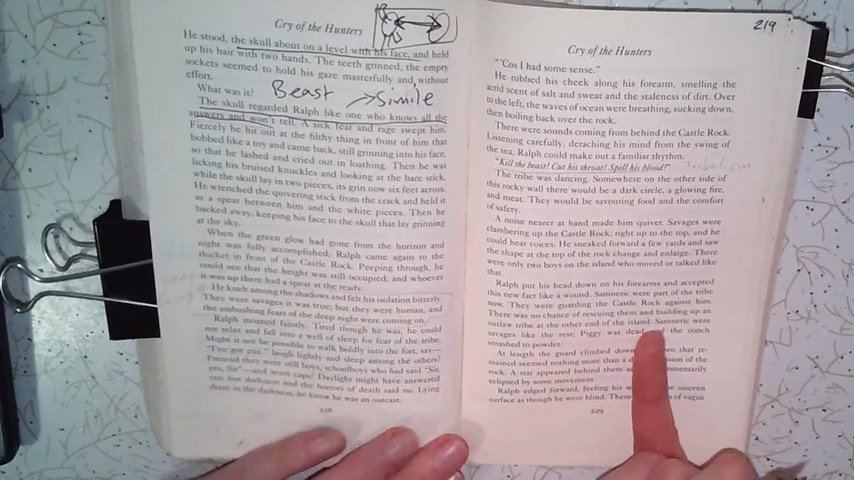 Cry of the Hunters
He stood, the skull about on a level with his face, and held
up his hair with two hands. The teeth grinned, the empty
sockets seemed to hold his gaze masterfully and without
effort.
What was it?
Beast → Simile
The skull regarded Ralph like one who knows all the
answers and won't tell. A sick fear and rage swept him.
Fiercely he hit out at the filthy thing in front of him that
bobbed like a toy and came back, still grinning into his face,
so that he lashed and cried out in loathing. Then he was
licking his bruised knuckles and looking at the bare stick,
while the skull lay in two pieces, its grin now six feet across.
He wrenched the quivering stick from the crack and held it
as a spear between him and the white pieces. Then he
backed away, keeping his face to the skull that lay grinning
at the sky.
When the green glow had gone from the horizon and
night was fully accomplished, Ralph came again to the
thicket in front of the Castle Rock. Peeping through, he
could see that the height was still occupied, and whoever
it was up there had a spear at the ready.
He knelt among the shadows and felt his isolation bitterly.
They were savages it was true; but they were human, and
the ambushing fears of the deep night were coming on.
Ralph moaned faintly. Tired though he was, he could
not relax and fall into a well of sleep for fear of the tribe.
Might it not be possible to walk boldly into the fort, say—
"I've got pax," laugh lightly and sleep among the others?
Pretend they were still boys, schoolboys who had said "Sir,
yes, Sir"—and worn caps? Daylight might have answered
yes; but darkness and the horrors of death said no. Lying
there in the darkness, he knew he was an outcast.
228
219
Cry of the Hunters
"'Cos I had some sense."
He rubbed his cheek along his forearm, smelling the
acrid scent of salt and sweat and the staleness of dirt. Over
to the left, the waves of ocean were breathing, sucking down,
then boiling back over the rock.
There were sounds coming from behind the Castle Rock.
Listening carefully, detaching his mind from the swing of
the sea, Ralph could make out a familiar rhythm.
"Kill the beast! Cut his throat! Spill his blood!"
The tribe was dancing. Somewhere on the other side of
this rocky wall there would be a dark circle, a glowing fire,
and meat. They would be savouring food and the comfort
of safety.
A noise nearer at hand made him quiver. Savages were
clambering up the Castle Rock, right up to the top, and he
could hear voices. He sneaked forward a few yards and saw
the shape at the top of the rock change and enlarge. There
were only two boys on the island who moved or talked like
that.
Ralph put his head down on his forearms and accepted
this new fact like a wound. Samneric were part of the tribe
now. They were guarding the Castle Rock against him.
There was no chance of rescuing them and building up an
outlaw tribe at the other end of the island. Samneric were
savages like the rest; Piggy was dead, and the conch
smashed to powder.
At length the guard climbed down that re-
mained seemed nothing more than a of the
rock. A star appeared behind them momentarily
eclipsed by some movement.
Ralph edged forward, feeling his uneven
surface as though he were blind. There of vague
229